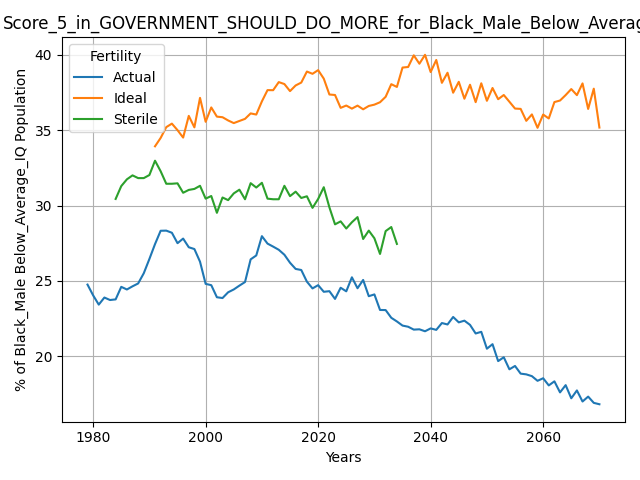 Score_5_in_GOVERNMENT_SHOULD_DO_MORE_for_Black_Male_Below_Averag
% of Black_Male Below_Average_IQ Population
40
35
30
25
20
Fertility
Actual
Ideal
Sterile
1980 2000 2020 2040 2060
Years